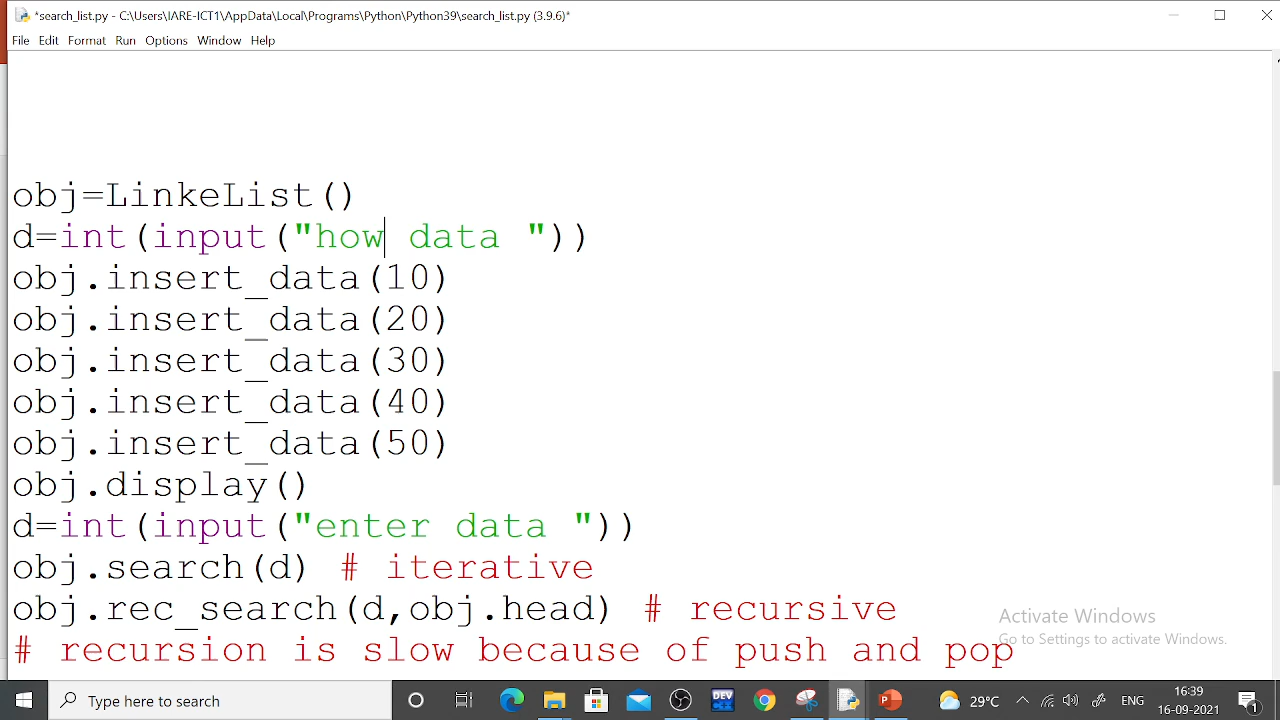 *search_list.py - C:\Users\IARE-ICT1\AppData\Local\Programs\Python\Python39\search_list.py (3.9.6)*
File Edit Format Run Options Window Help
obj=LinkeList()
d=int(input("how data "))
obj.insert_data(10)
obj.insert_data(20)
obj.insert_data(30)
obj.insert_data(40)
obj.insert_data(50)
obj.display()
d=int(input("enter data "))
obj.search(d) # iterative
obj.rec_search(d,obj.head) # recursive
# recursion is slow because of push and pop
Activate Windows
Go to Settings to activate Windows.
Type here to search
DEV
C++
29°C
ENG
16:39
16-09-2021
1